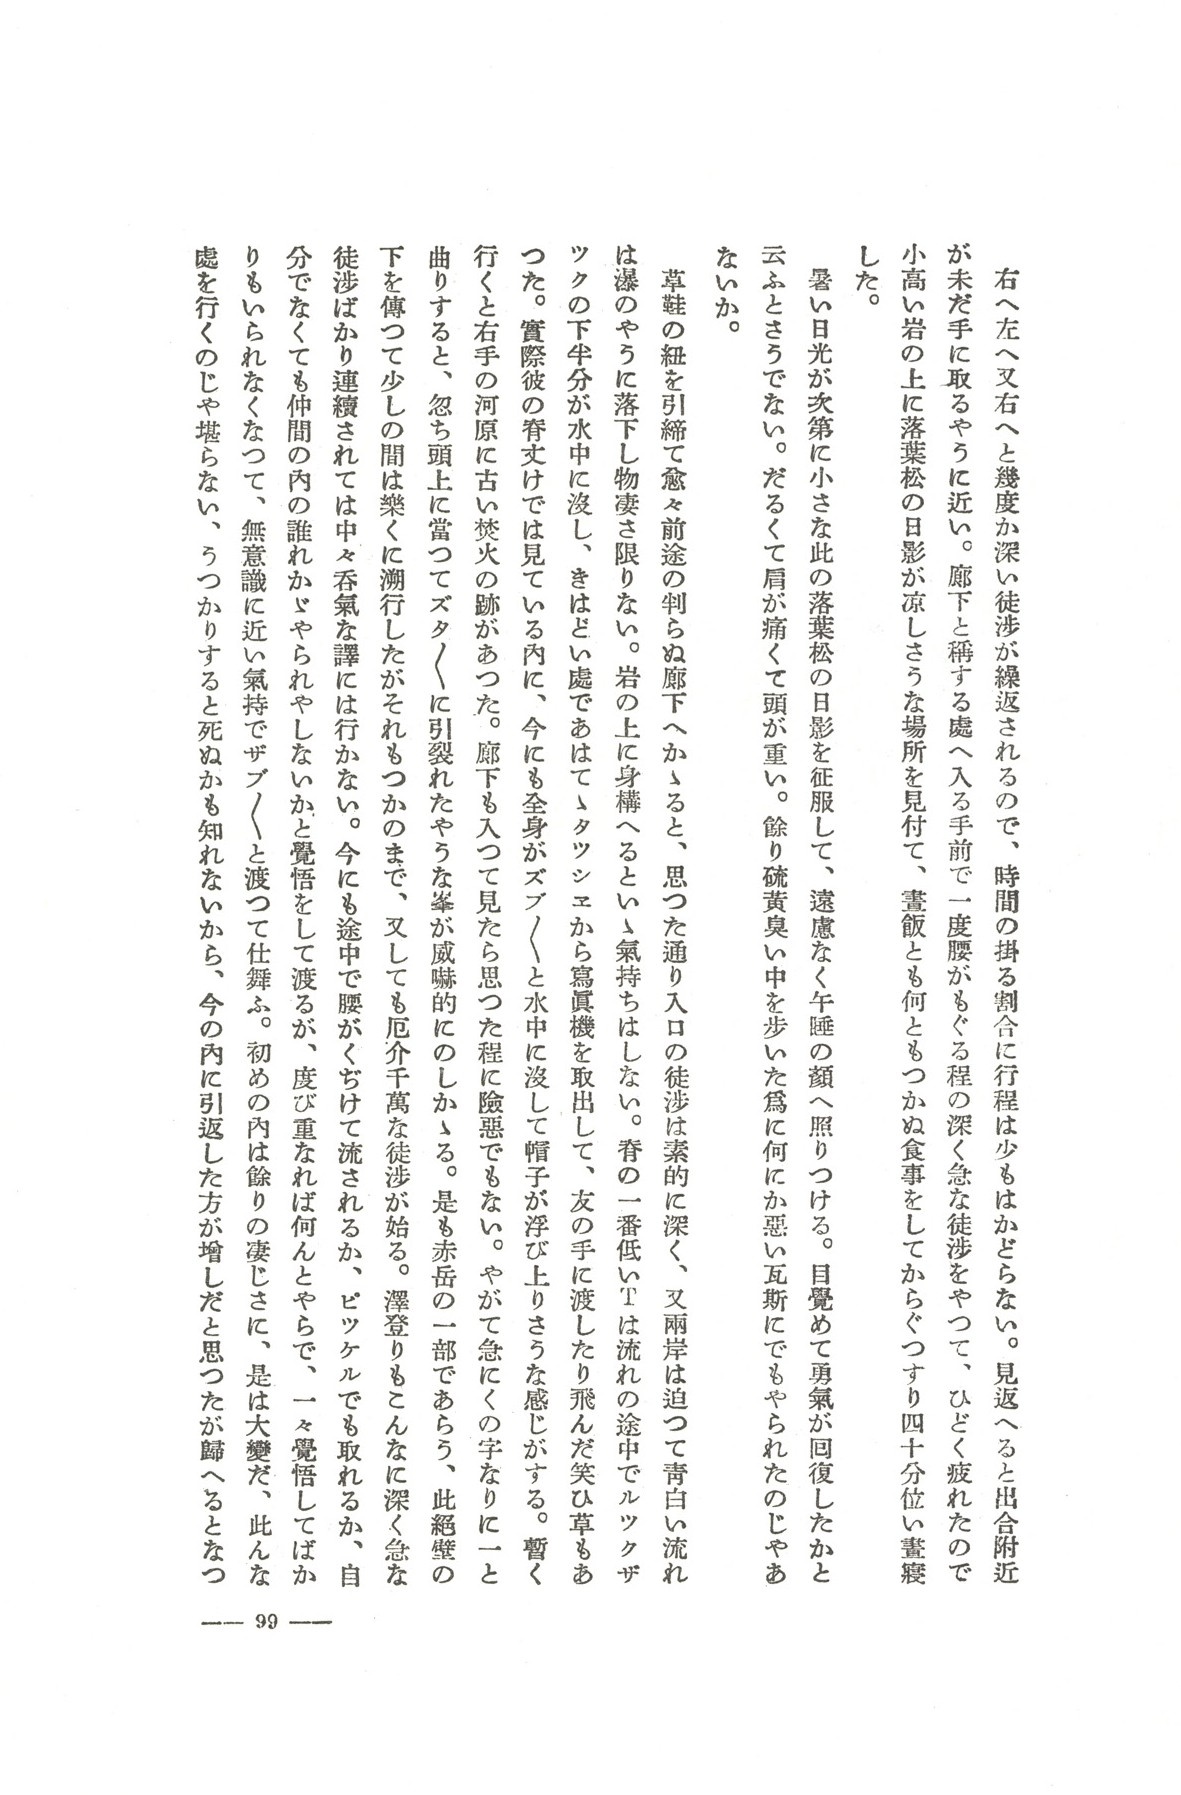 右へ左へ又右へと幾度か深い徒渉が繰返されるので、時間の掛る割合に行程は少もはかどらない。見返へると出合附近
が未だ手に取るやうに近い。廊下と稱する處へ入る手前で一度腰がもぐる程の深く急な徒渉をやつて、ひどく疲れたので
小高い岩の上に落葉松の日影が凉しさうな場所を見付て、晝飯とも何ともつかぬ食事をしてからぐつすり四十分位い晝寢
した。
暑い日光が次第に小さな此の落葉松の日影を征服して、遠慮なく午睡の顏へ照りつける。目覺めて勇氣が囘復したかと
云ふとさうでない。だるくて肩が痛くて頭が重い。餘り硫黄臭い中を步いた爲に何にか惡い瓦斯にでもやられたのじやあ
ないか。
草鞋の紐を引締て愈々前途の判らぬ廊下へかゝると、思つた通り入口の徒渉は素的に深く、又兩岸は迫つて靑白い流れ
は瀑のやうに落下し物凄さ限りない。岩の上に身構へるといゝ氣持ちはしない。脊の一番低いTは流れの途中でルツクザ
ツクの下半分が水中に沒し、きはどい處であはてゝタツシエから寫眞機を取出して、友の手に渡したり飛んだ笑ひ草もあ
つた。實際彼の脊丈けでは見ている內に、今にも全身がズブ〳〵と水中に沒して帽子が浮び上りさうな感じがする。暫く
行くと右手の河原に古い焚火の跡があつた。廊下も入つて見たら思つた程に險惡でもない。やがて急にくの字なりに一と
曲りすると、忽ち頭上に當つてズタ〳〵に引裂れたやうな峯が威嚇的にのしかゝる。是も赤岳の一部であらう、此絕壁の
下を傳つて少しの間は樂くに溯行したがそれもつかのまで、又しても厄介千萬な徒渉が始る。澤登りもこんなに深く急な
徒渉ばかり連續されては中々呑氣な譯には行かない。今にも途中で腰がくぢけて流されるか、ピツケルでも取れるか、自
分でなくても仲間の內の誰れかゞやられやしないかと覺悟をして渡るが、度び重なれば何んとやらで、一々覺悟してばか
りもいられなくなつて、無意識に近い氣持でザブ〳〵と渡つて仕舞ふ。初めの內は餘りの凄じさに、是は大變だ、此んな
處を行くのじや堪らない、うつかりすると死ぬかも知れないから、今の內に引返した方が增しだと思つたが歸へるとなつ
—— 99 ——